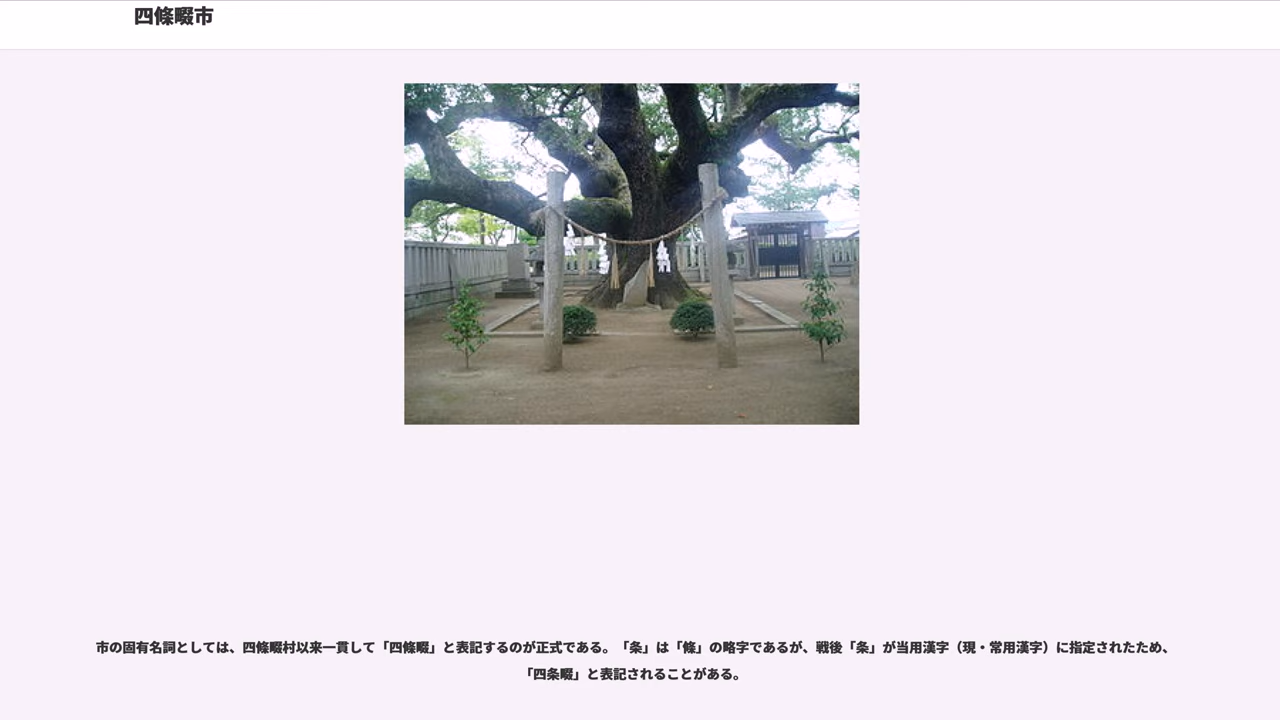 四條畷市
市の固有名詞としては、四條畷村以来一貫して「四條畷」と表記するのが正式である。「条」は「條」の略字であるが、戦後「条」が当用漢字（現・常用漢字）に指定されたため、
「四条畷」と表記されることがある。